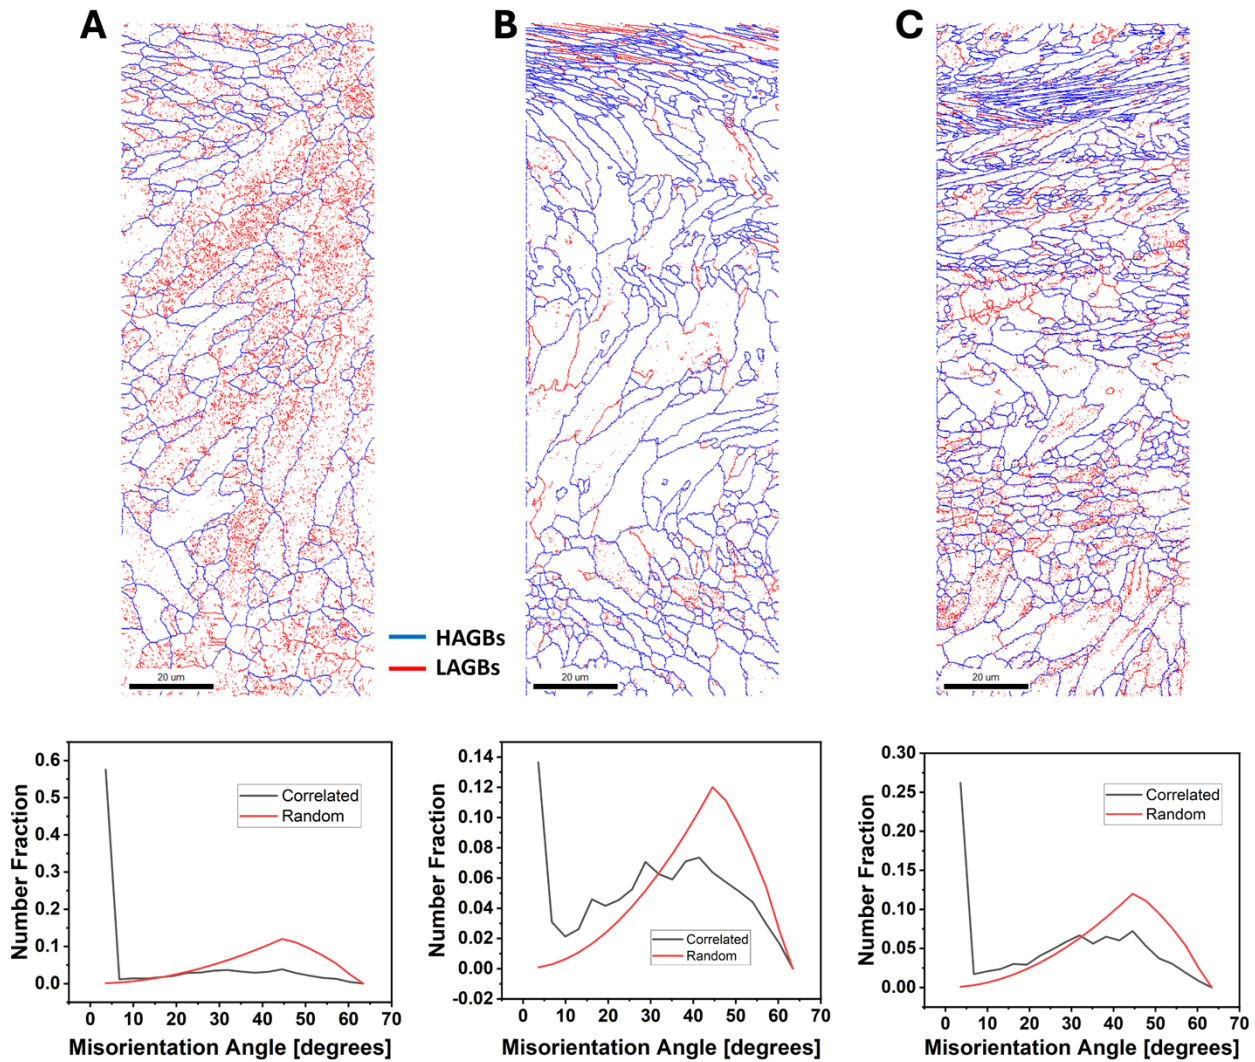 A
B
C
HAGBs
LAGBs
20 um
20 um
20 um
0.6
0.5
0.4
0.3
0.2
0.1
0.0
Number Fraction
Correlated
Random
0 10 20 30 40 50 60 70
Misorientation Angle [degrees]
0.14
0.12
0.10
0.08
0.06
0.04
0.02
0.00
-0.02
Number Fraction
Correlated
Random
0 10 20 30 40 50 60 70
Misorientation Angle [degrees]
0.30
0.25
0.20
0.15
0.10
0.05
0.00
Number Fraction
Correlated
Random
0 10 20 30 40 50 60 70
Misorientation Angle [degrees]